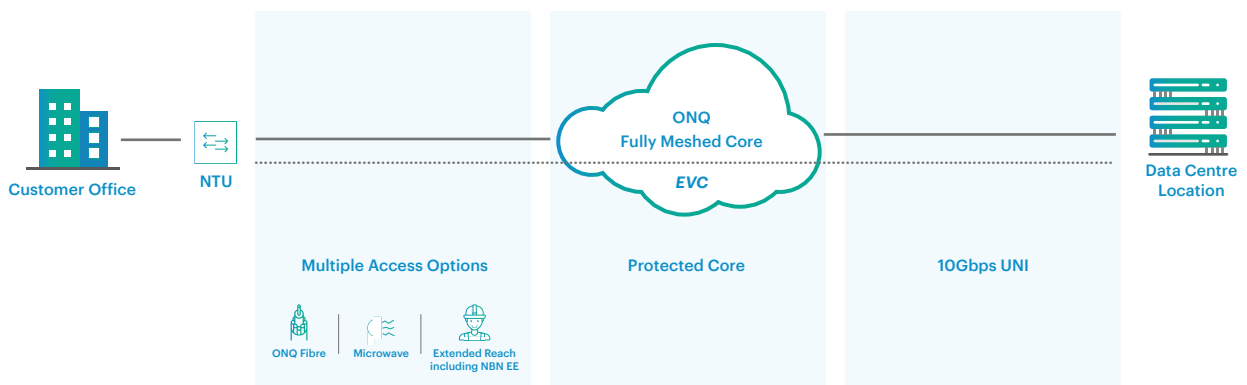 ONQ
Fully Meshed Core
EVC
Customer Office
NTU
Data Centre
Location
Multiple Access Options
Protected Core
10Gbps UNI
ONQ Fibre
Microwave
Extended Reach
including NBN EE